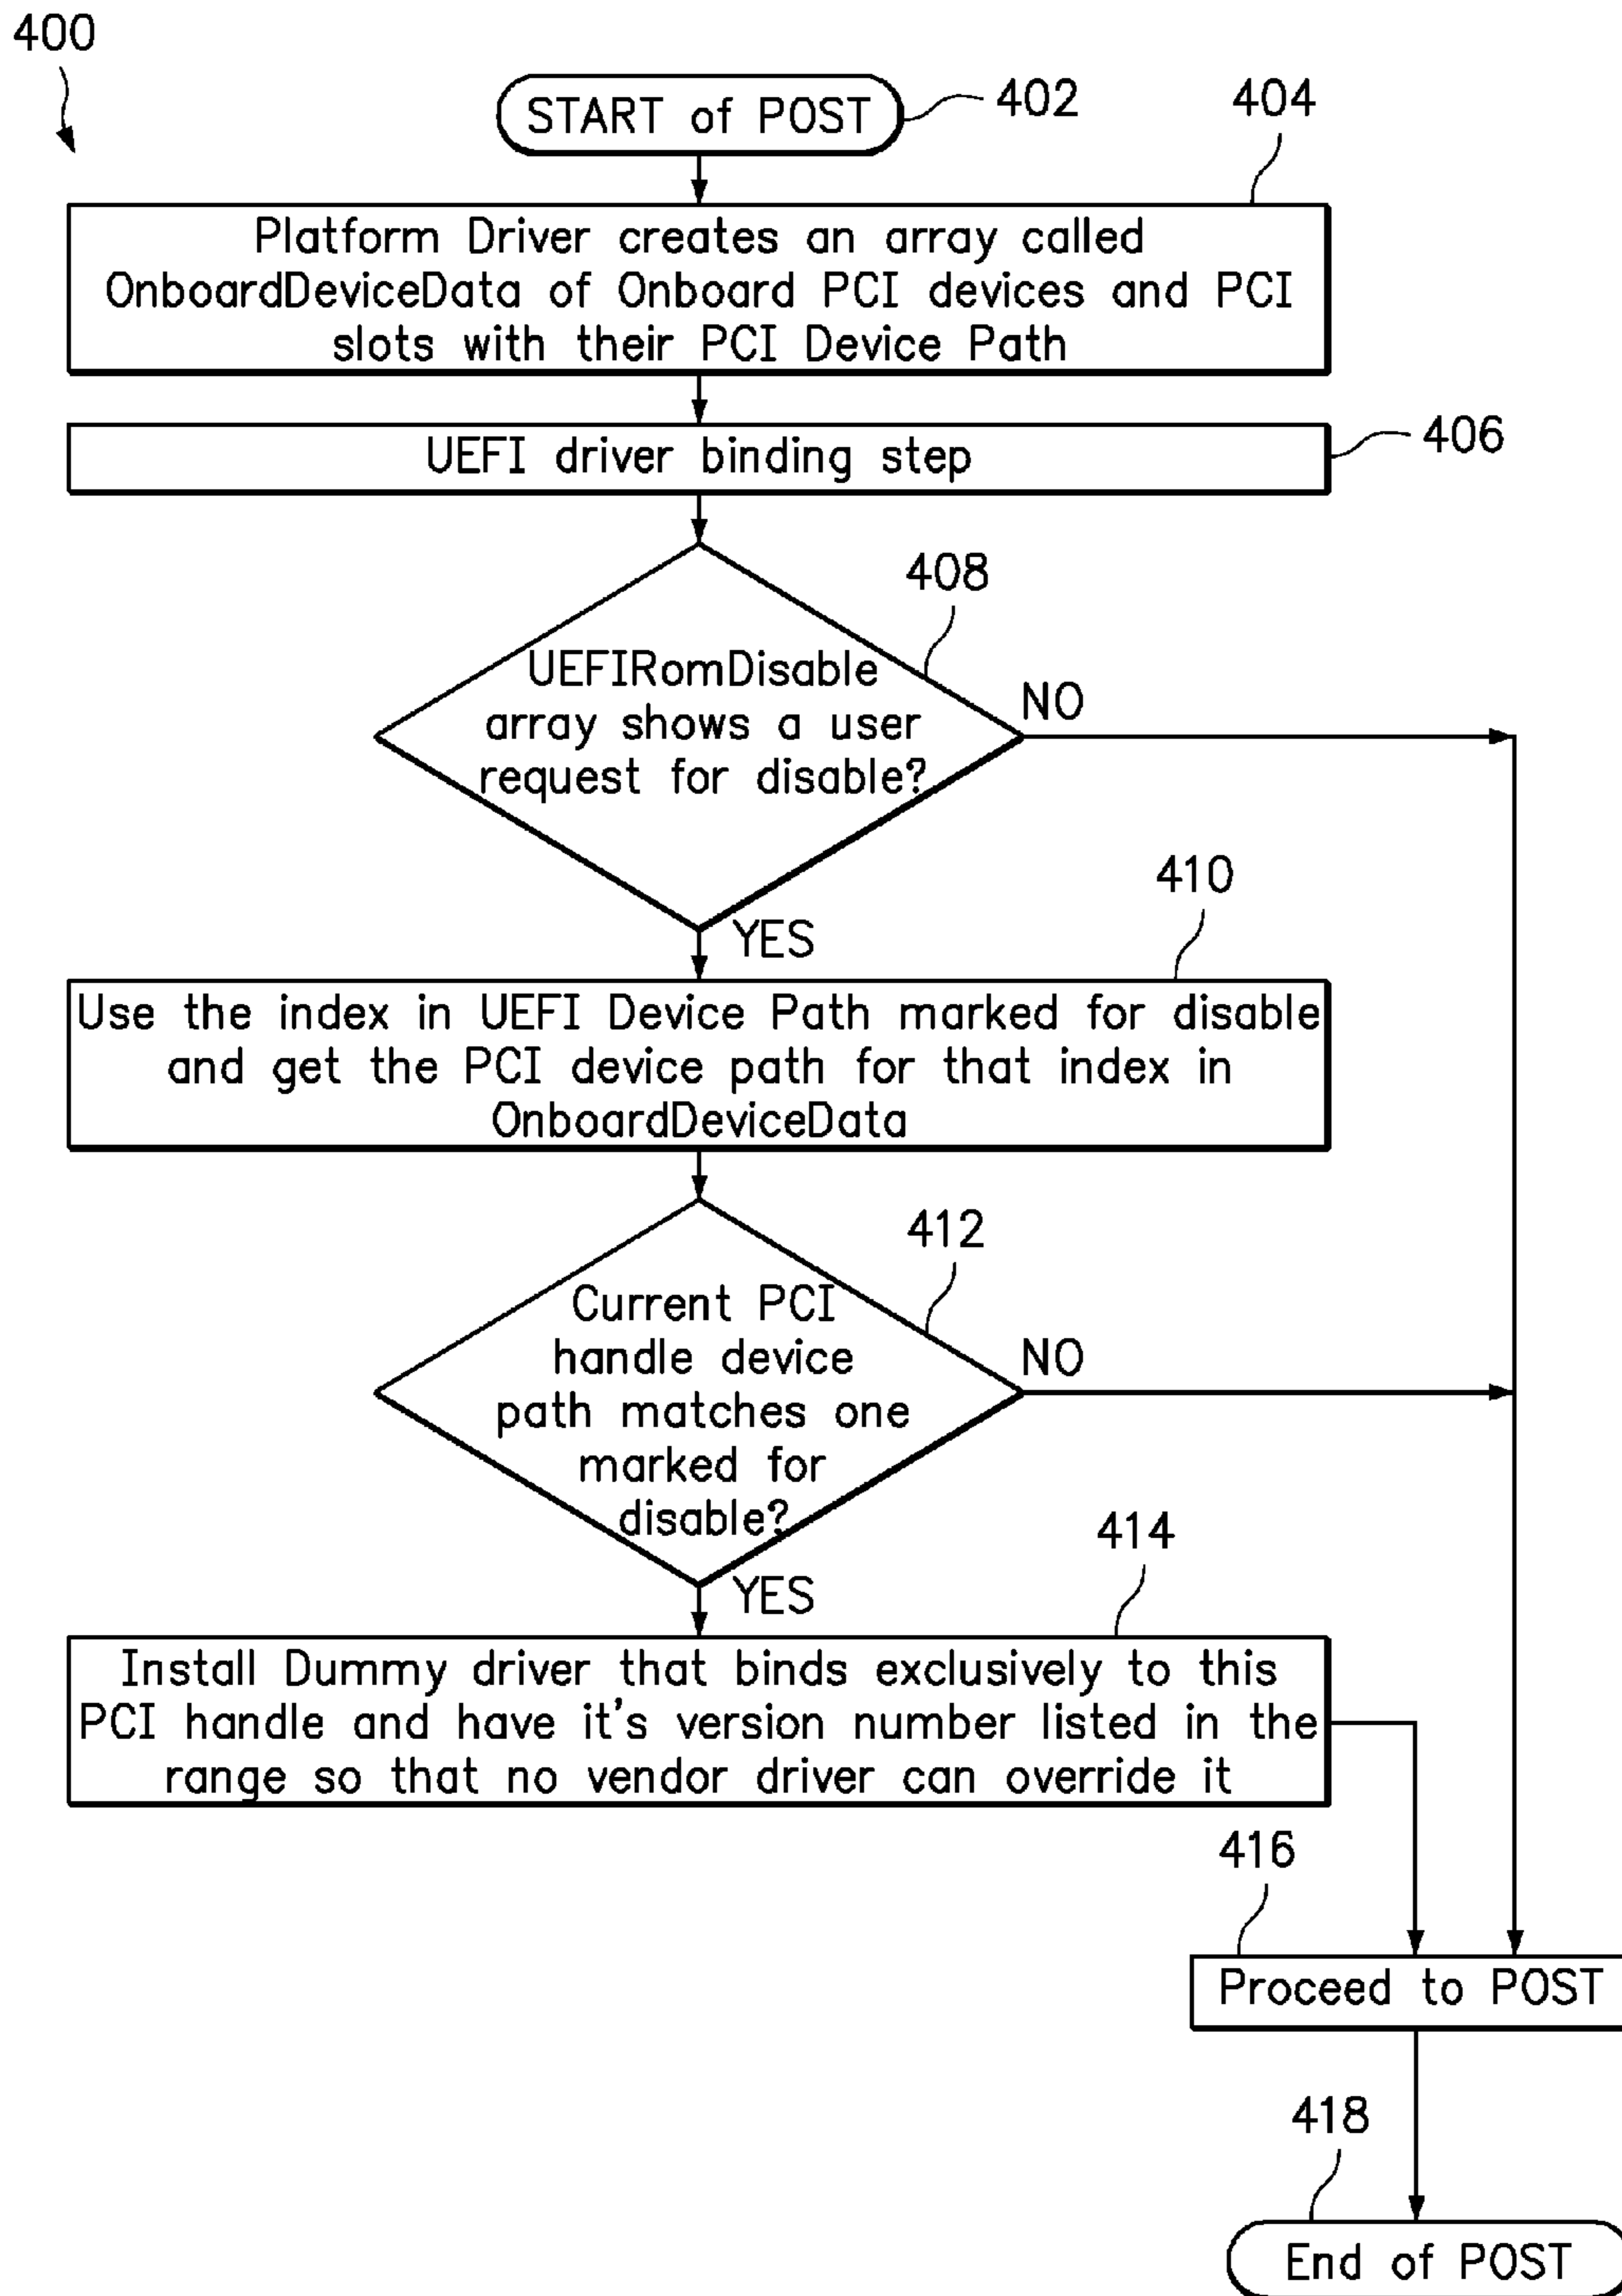 400
START of POST
402
404
Platform Driver creates an array called
OnboardDeviceData of Onboard PCI devices and PCI
slots with their PCI Device Path
UEFI driver binding step
406
408
UEFIRomDisable
array shows a user
request for disable?
NO
YES
410
Use the index in UEFI Device Path marked for disable
and get the PCI device path for that index in
OnboardDeviceData
412
Current PCI
handle device
path matches one
marked for
disable?
NO
YES
414
Install Dummy driver that binds exclusively to this
PCI handle and have it's version number listed in the
range so that no vendor driver can override it
416
Proceed to POST
418
End of POST